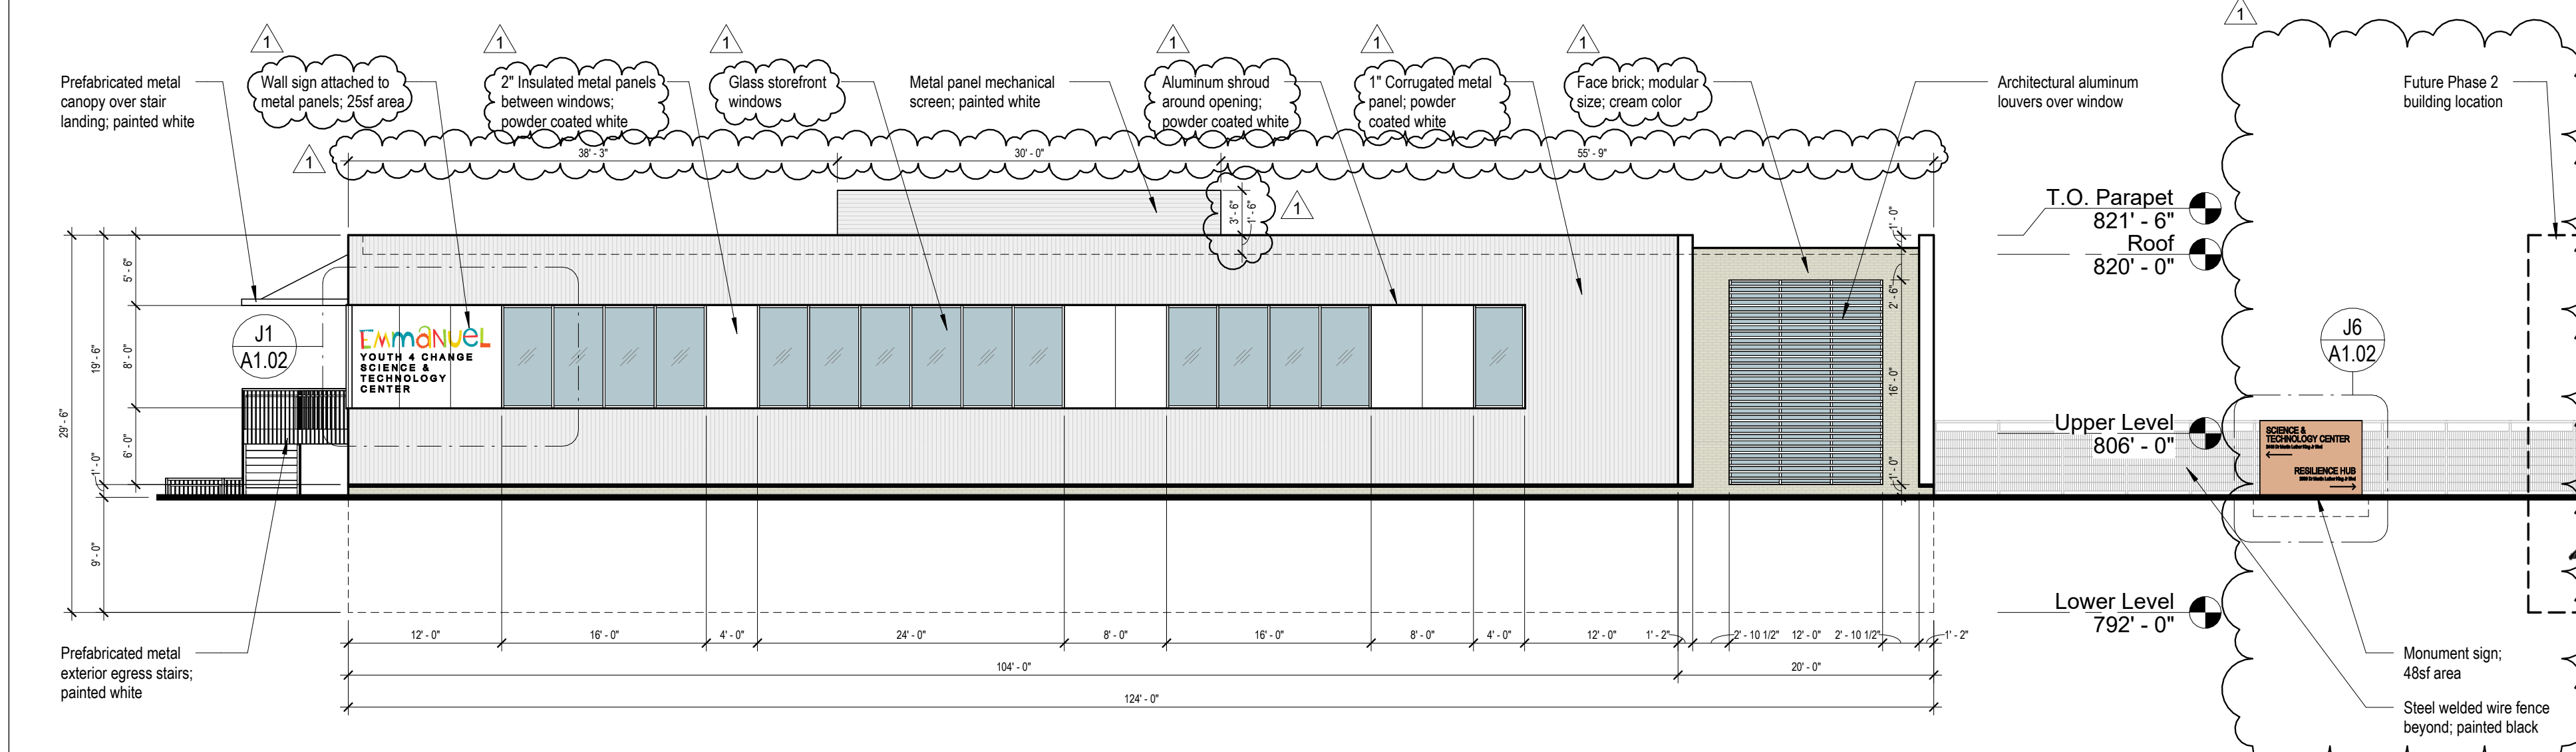 1
1
1
1
1
1
1
Prefabricated metal
canopy over stair
landing; painted white
Wall sign attached to
metal panels; 25sf area
2" Insulated metal panels
between windows;
powder coated white
Glass storefront
windows
Metal panel mechanical
screen; painted white
Aluminum shroud
around opening;
powder coated white
1" Corrugated metal
panel; powder
coated white
Face brick; modular
size; cream color
Architectural aluminum
louvers over window
Future Phase 2
building location
1
38' - 3"
30' - 0"
55' - 9"
3' - 6"
1' - 6"
1
1' - 0"
T.O. Parapet
821' - 6"
Roof
820' - 0"
5' - 6"
2' - 6"
J1
A1.02
EMMANUEL
YOUTH 4 CHANGE
SCIENCE &
TECHNOLOGY
CENTER
8' - 0"
19' - 6"
29' - 6"
16' - 0"
J6
A1.02
6' - 0"
1' - 0"
1' - 0"
Upper Level
806' - 0"
SCIENCE &
TECHNOLOGY CENTER
RESILIENCE HUB
9' - 0"
Lower Level
792' - 0"
12' - 0"
16' - 0"
4' - 0"
24' - 0"
8' - 0"
16' - 0"
8' - 0"
4' - 0"
12' - 0"
1' - 2"
2' - 10 1/2"
12' - 0"
2' - 10 1/2"
1' - 2"
104' - 0"
20' - 0"
124' - 0"
Prefabricated metal
exterior egress stairs;
painted white
Monument sign;
48sf area
Steel welded wire fence
beyond; painted black